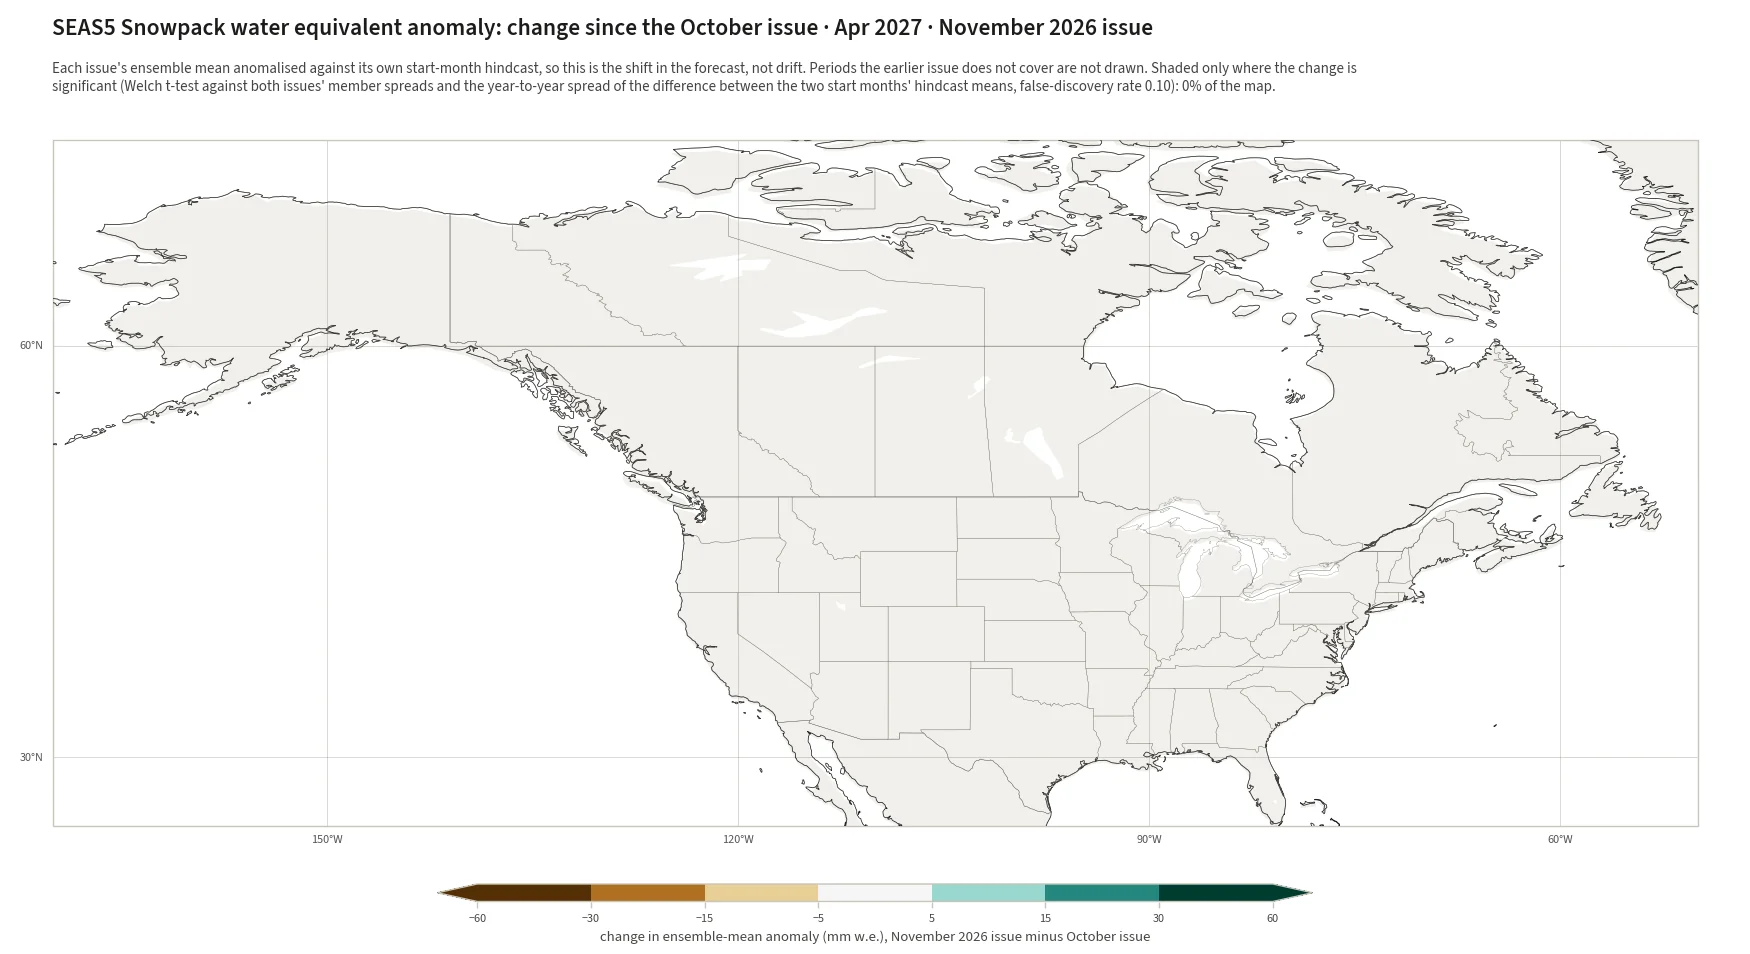 SEAS5 Snowpack water equivalent anomaly: change since the October issue · Apr 2027 · November 2026 issue
Each issue's ensemble mean anomalised against its own start-month hindcast, so this is the shift in the forecast, not drift. Periods the earlier issue does not cover are not drawn. Shaded only where the change is
significant (Welch t-test against both issues' member spreads and the year-to-year spread of the difference between the two start months' hindcast means, false-discovery rate 0.10): 0% of the map.
60°N
30°N
150°W 120°W 90°W 60°W
−60 −30 −15 −5 5 15 30 60
change in ensemble-mean anomaly (mm w.e.), November 2026 issue minus October issue